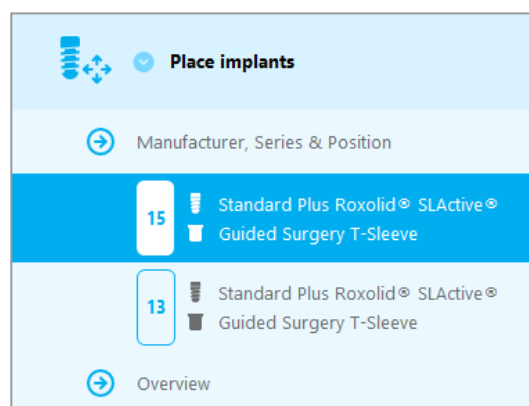 Place implants
Manufacturer, Series & Position
15
Standard Plus Roxolid® SLActive®
Guided Surgery T-Sleeve
13
Standard Plus Roxolid® SLActive®
Guided Surgery T-Sleeve
Overview